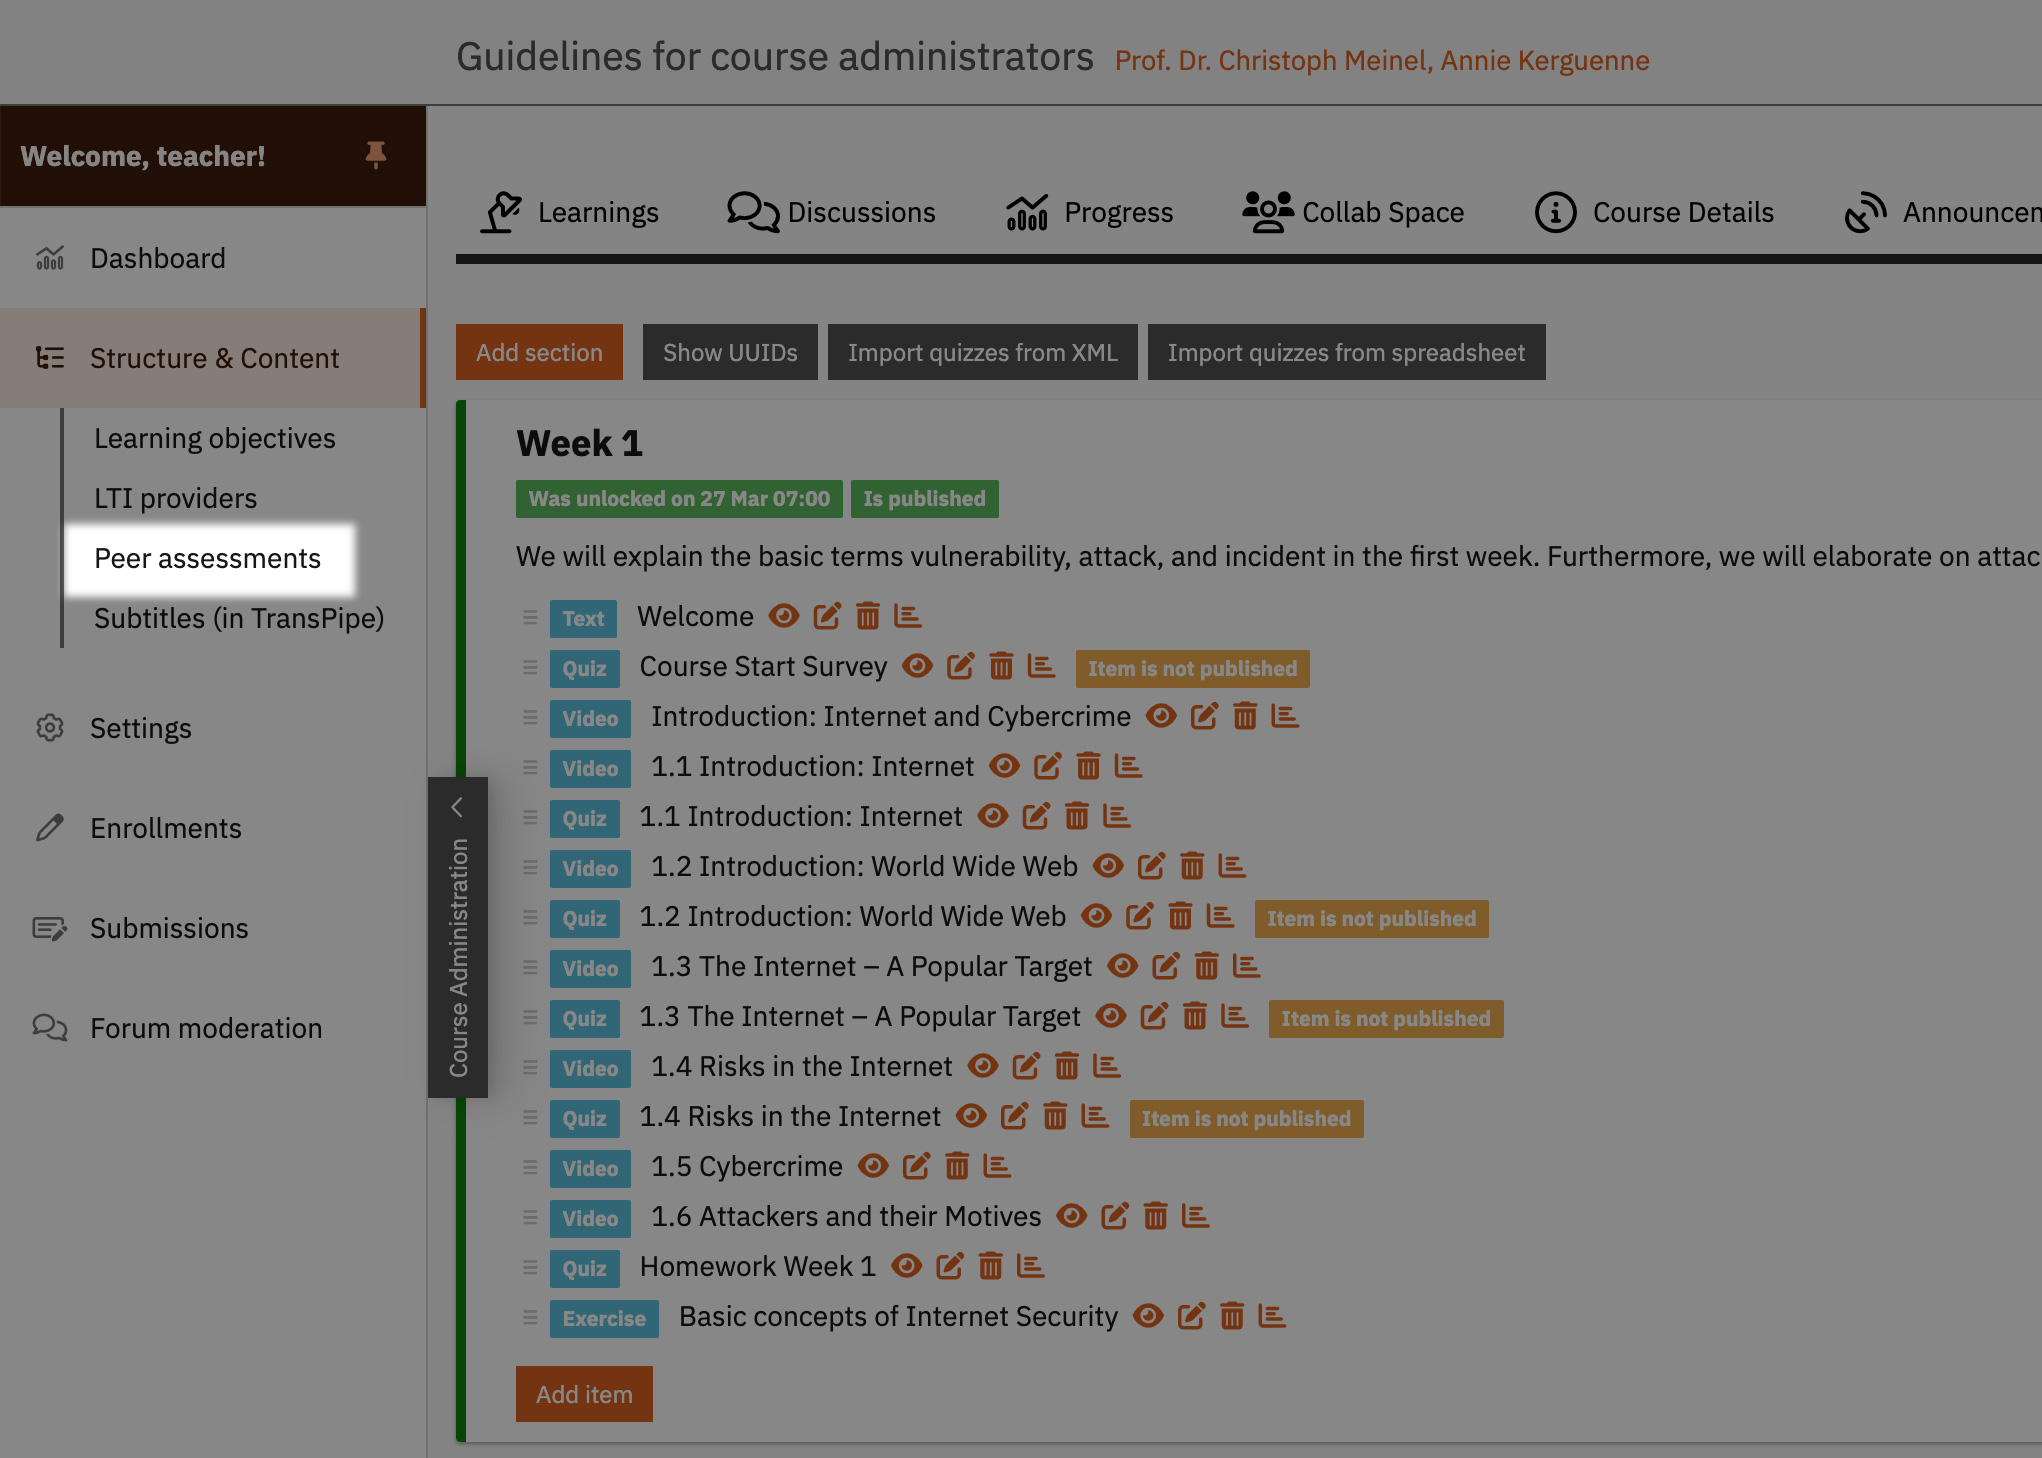 Guidelines for course administrators Prof. Dr. Christoph Meinel, Annie Kerguenne
Welcome, teacher!
Dashboard
Structure & Content
Learning objectives
LTI providers
Peer assessments
Subtitles (in TransPipe)
Settings
Enrollments
Submissions
Forum moderation
Course Administration
Learnings Discussions Progress Collab Space Course Details Announcen
Add section Show UUIDs Import quizzes from XML Import quizzes from spreadsheet
Week 1
Was unlocked on 27 Mar 07:00 Is published
We will explain the basic terms vulnerability, attack, and incident in the first week. Furthermore, we will elaborate on attac
Text Welcome
Quiz Course Start Survey Item is not published
Video Introduction: Internet and Cybercrime
Video 1.1 Introduction: Internet
Quiz 1.1 Introduction: Internet
Video 1.2 Introduction: World Wide Web
Quiz 1.2 Introduction: World Wide Web Item is not published
Video 1.3 The Internet – A Popular Target
Quiz 1.3 The Internet – A Popular Target Item is not published
Video 1.4 Risks in the Internet
Quiz 1.4 Risks in the Internet Item is not published
Video 1.5 Cybercrime
Video 1.6 Attackers and their Motives
Quiz Homework Week 1
Exercise Basic concepts of Internet Security
Add item